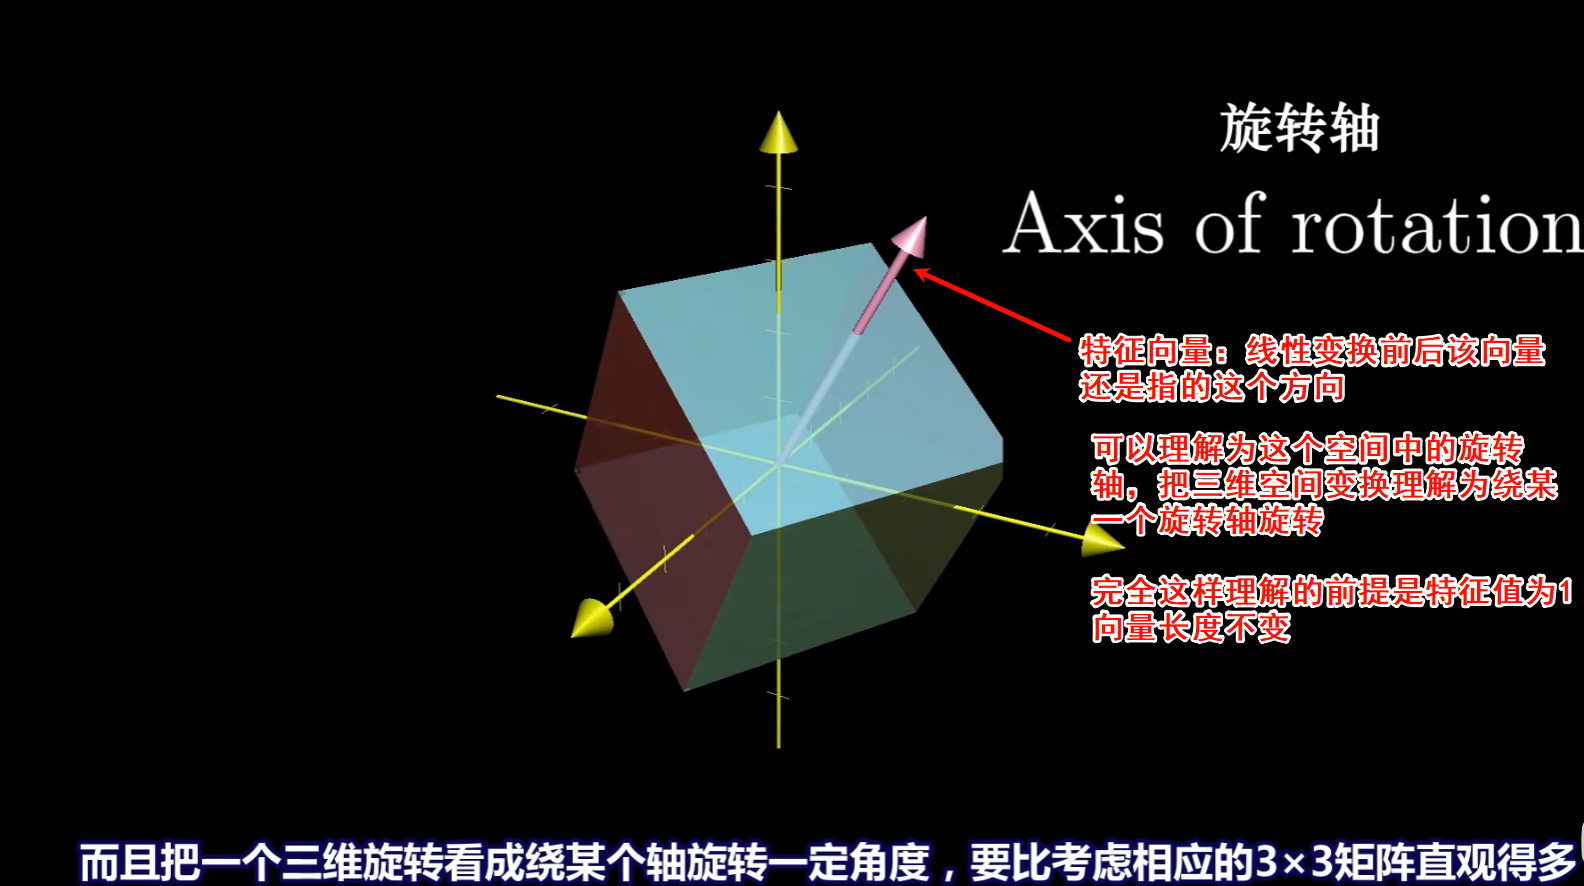 旋转轴
Axis of rotation
特征向量：线性变换前后该向量
还是指的这个方向
可以理解为这个空间中的旋转
轴，把三维空间变换理解为绕某
一个旋转轴旋转
完全这样理解的前提是特征值为1
向量长度不变
而且把一个三维旋转看成绕某个轴旋转一定角度，要比考虑相应的3×3矩阵直观得多